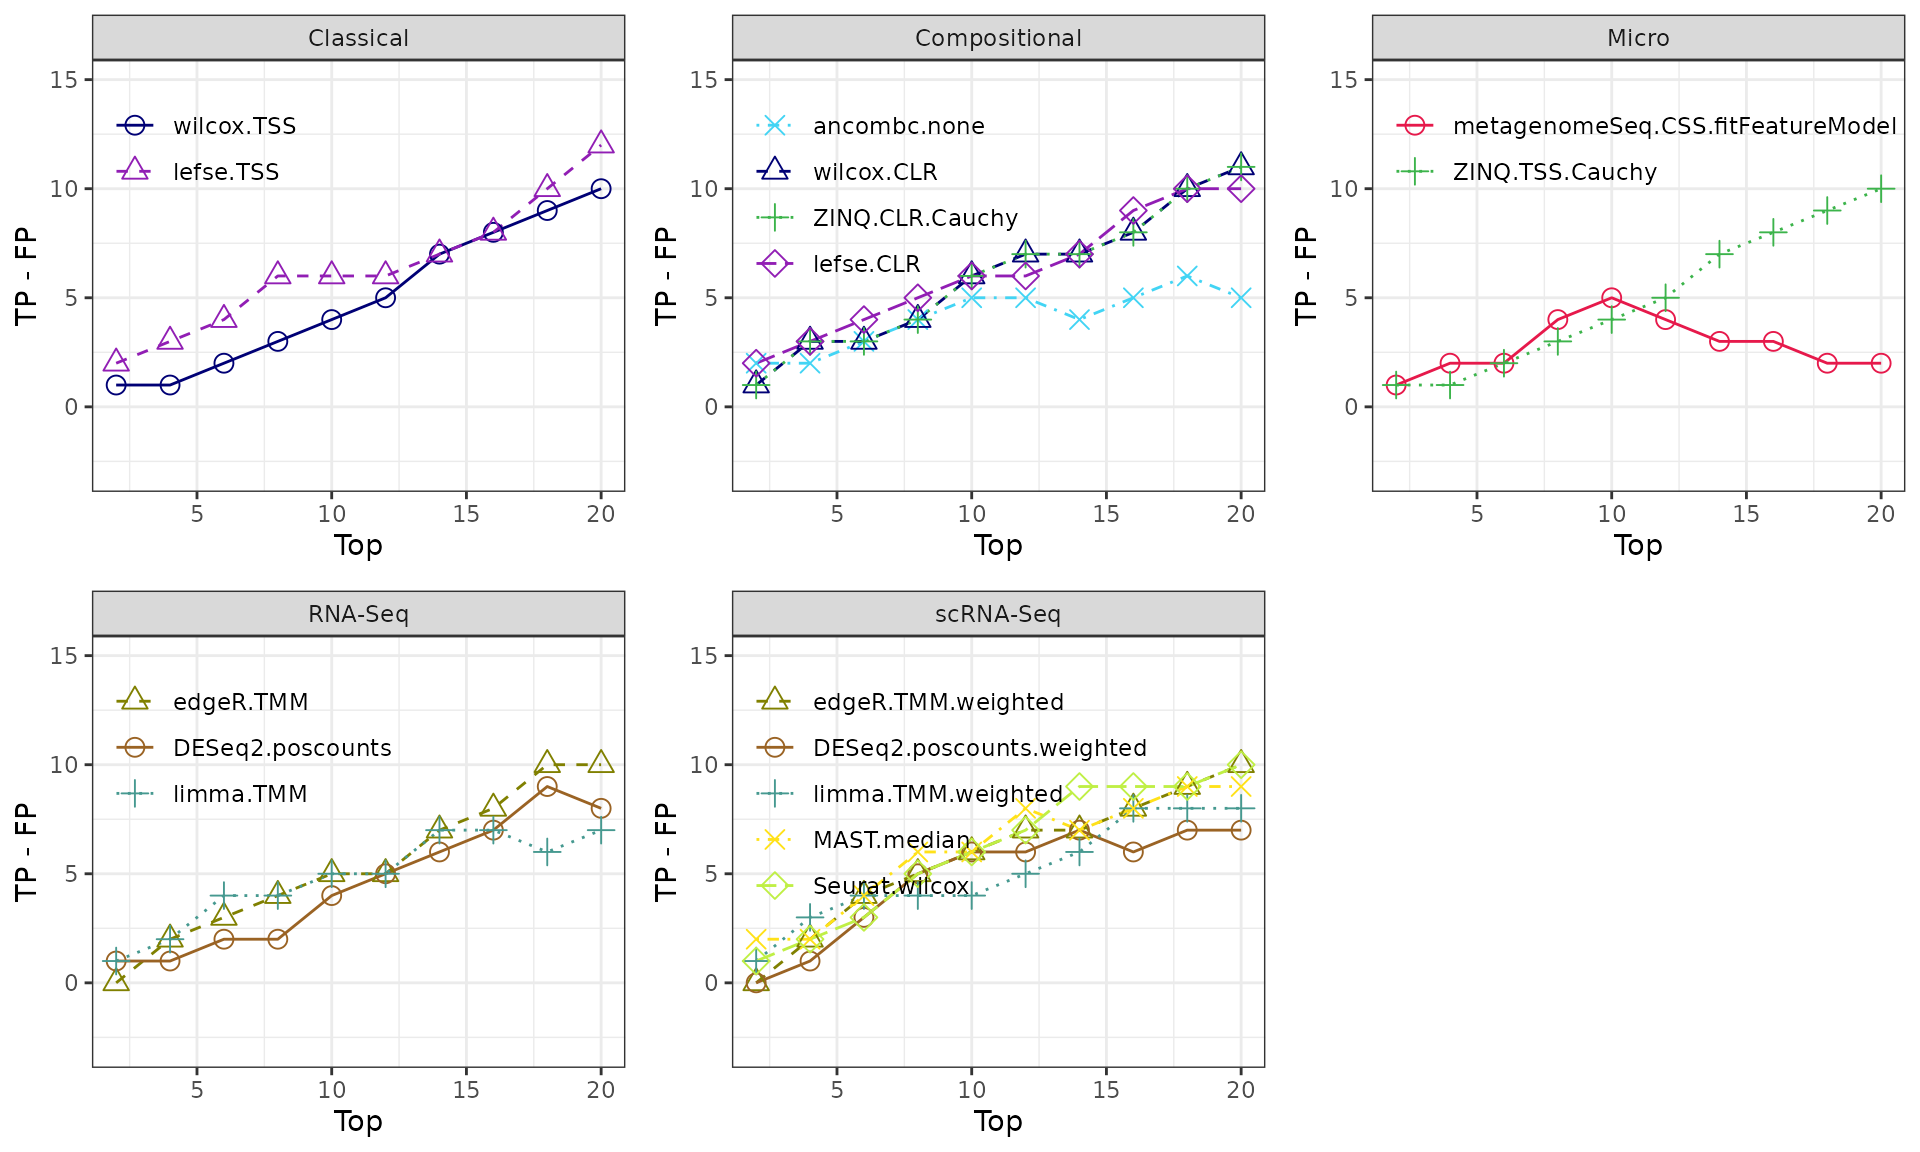 Classical
15
10
5
0
TP - FP
wilcox.TSS
lefse.TSS
5 10 15 20
Top
Compositional
15
10
5
0
TP - FP
ancombc.none
wilcox.CLR
ZINQ.CLR.Cauchy
lefse.CLR
5 10 15 20
Top
Micro
15
10
5
0
TP - FP
metagenomeSeq.CSS.fitFeatureModel
ZINQ.TSS.Cauchy
5 10 15 20
Top
RNA-Seq
15
10
5
0
TP - FP
edgeR.TMM
DESeq2.poscounts
limma.TMM
5 10 15 20
Top
scRNA-Seq
15
10
5
0
TP - FP
edgeR.TMM.weighted
DESeq2.poscounts.weighted
limma.TMM.weighted
MAST.median
Seurat.wilcox
5 10 15 20
Top